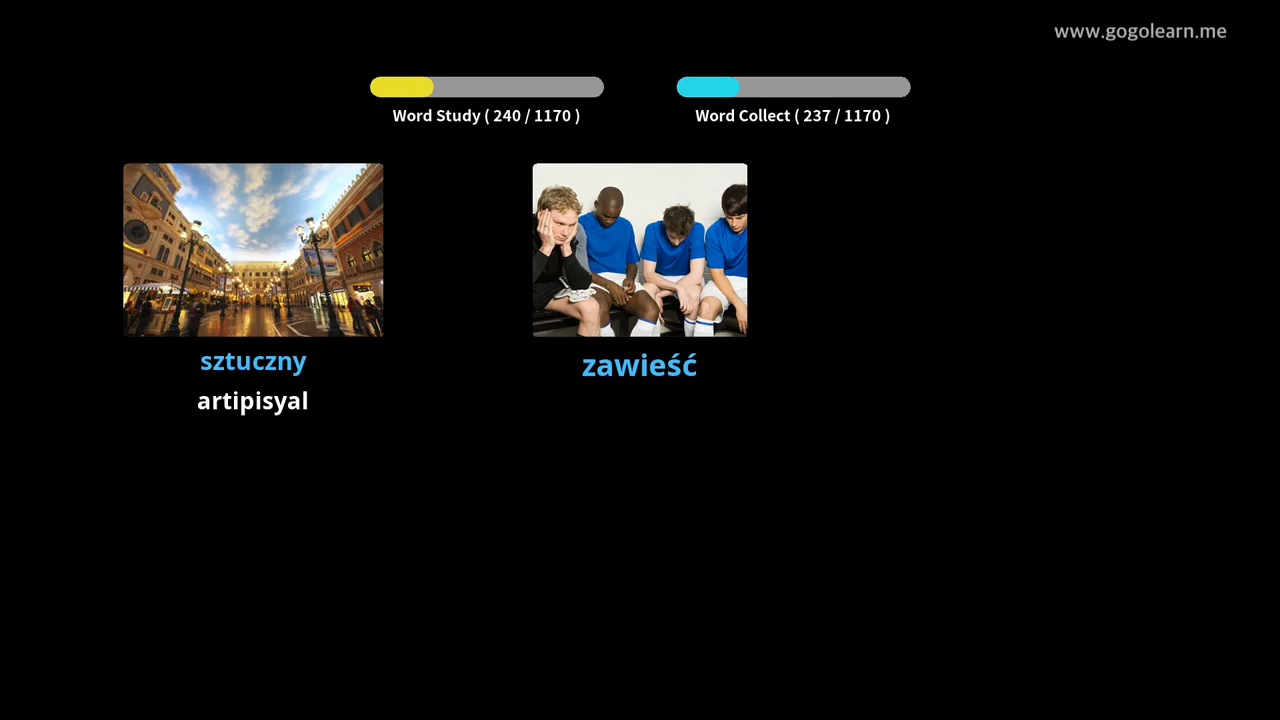 www.gogolearn.me
Word Study ( 240 / 1170 )
Word Collect ( 237 / 1170 )
sztuczny
artipisyal
zawieść